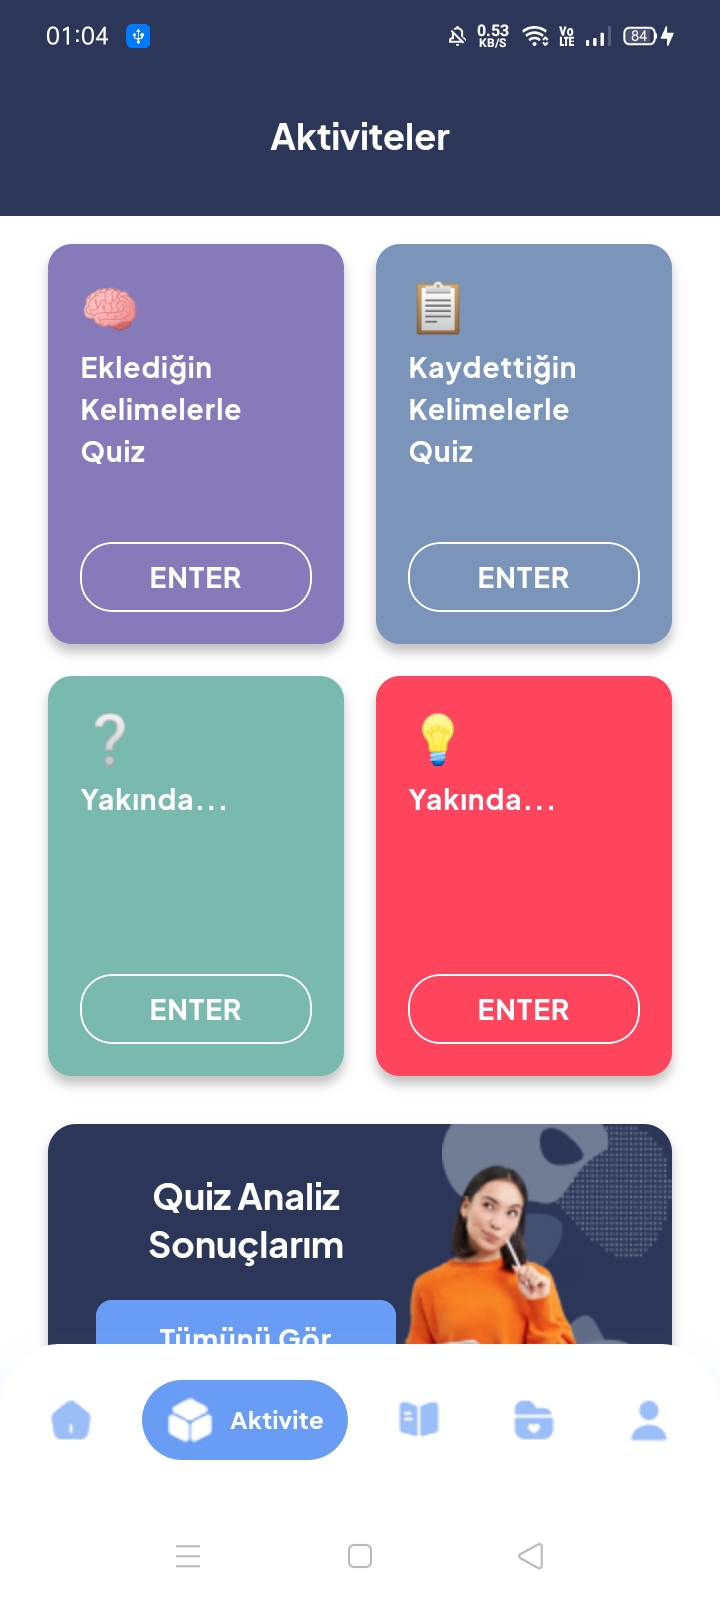 01:04
0.53
KB/S
Vo
LTE
84
Aktiviteler
Eklediğin
Kelimelerle
Quiz
ENTER
Kaydettiğin
Kelimelerle
Quiz
ENTER
Yakında...
ENTER
Yakında...
ENTER
Quiz Analiz
Sonuçlarım
Tümünü Gör
Aktivite